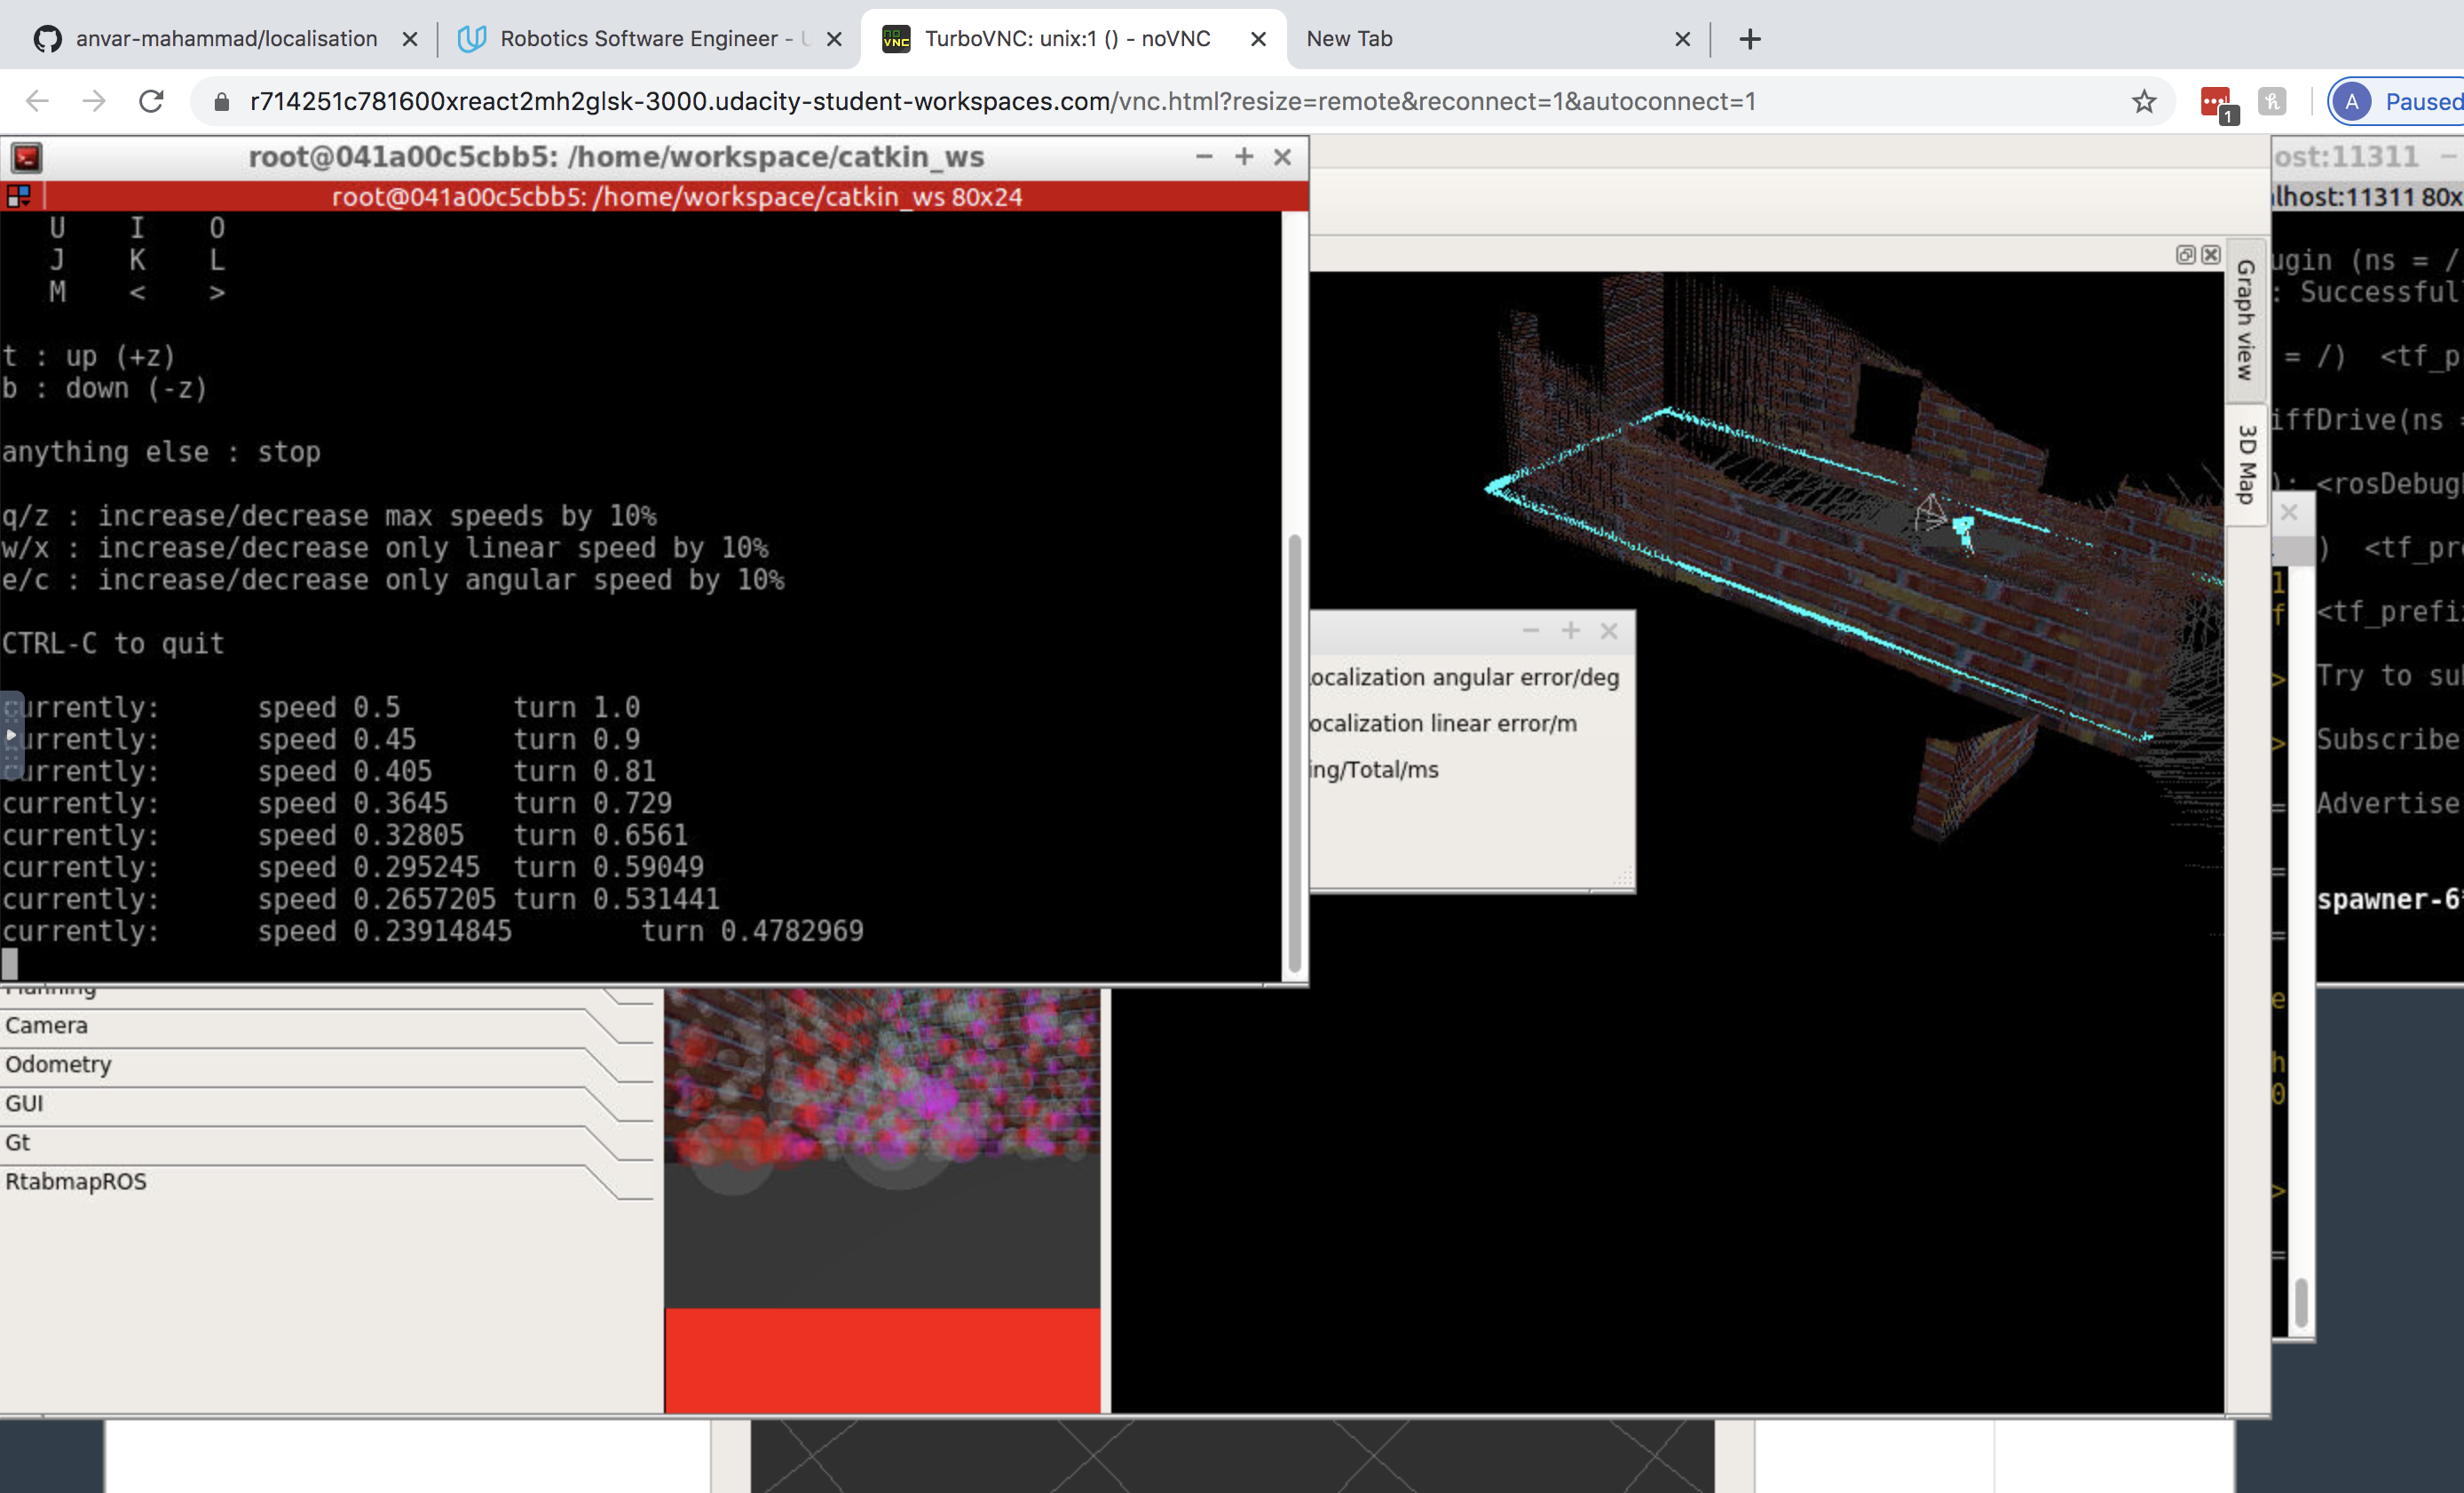 anvar-mahammad/localisation
Robotics Software Engineer - U
TurboVNC: unix:1 () - noVNC
New Tab
r714251c781600xreact2mh2glsk-3000.udacity-student-workspaces.com/vnc.html?resize=remote&reconnect=1&autoconnect=1
1
A
Paused
root@041a00c5cbb5: /home/workspace/catkin_ws
root@041a00c5cbb5: /home/workspace/catkin_ws 80x24
U I O
J K L
M < >
t : up (+z)
b : down (-z)
anything else : stop
q/z : increase/decrease max speeds by 10%
w/x : increase/decrease only linear speed by 10%
e/c : increase/decrease only angular speed by 10%
CTRL-C to quit
currently: speed 0.5 turn 1.0
currently: speed 0.45 turn 0.9
currently: speed 0.405 turn 0.81
currently: speed 0.3645 turn 0.729
currently: speed 0.32805 turn 0.6561
currently: speed 0.295245 turn 0.59049
currently: speed 0.2657205 turn 0.531441
currently: speed 0.23914845 turn 0.4782969
Planning
Camera
Odometry
GUI
Gt
RtabmapROS
ocalization angular error/deg
ocalization linear error/m
ing/Total/ms
Graph view
3D Map
ost:11311
lhost:11311 80x
ugin (ns = /
: Successful
= /) <tf_p
iffDrive(ns =
): <rosDebug
) <tf_pre
<tf_prefix
Try to sub
Subscribe
Advertise
spawner-6